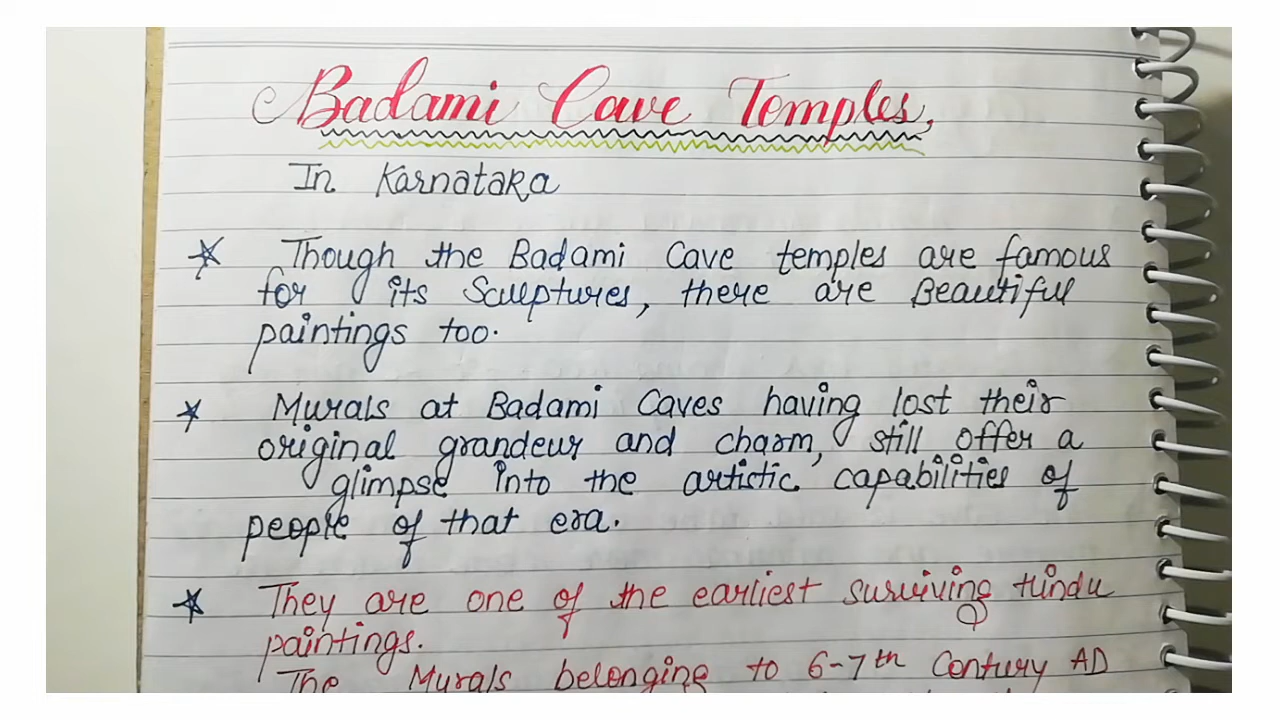 Badami Cave Temples,
In Karnataka
Though the Badami Cave temples are famous
for its Sculptures, there are Beautiful
paintings too.
Murals at Badami Caves having lost their
original grandeur and charm, still offer a
glimpse into the artistic capabilities of
people of that era.
They are one of the earliest surviving Hindu
paintings.
The Murals belonging to 6-7th Century AD